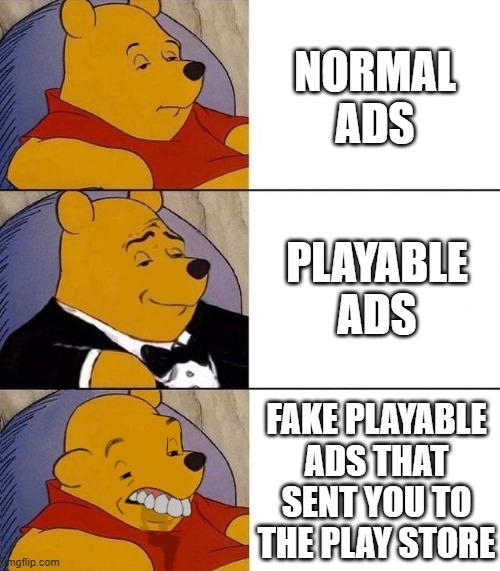 NORMAL
ADS
PLAYABLE
ADS
FAKE PLAYABLE
ADS THAT
SENT YOU TO
THE PLAY STORE
imgflip.com